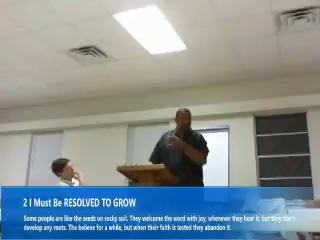 2 I Must Be RESOLVED TO GROW
Some people are like the seeds on rocky soil. They welcome the word with joy, whenever they hear it, but they don't
develop any roots. The believe for a while, but when their faith is tested they abandon it.